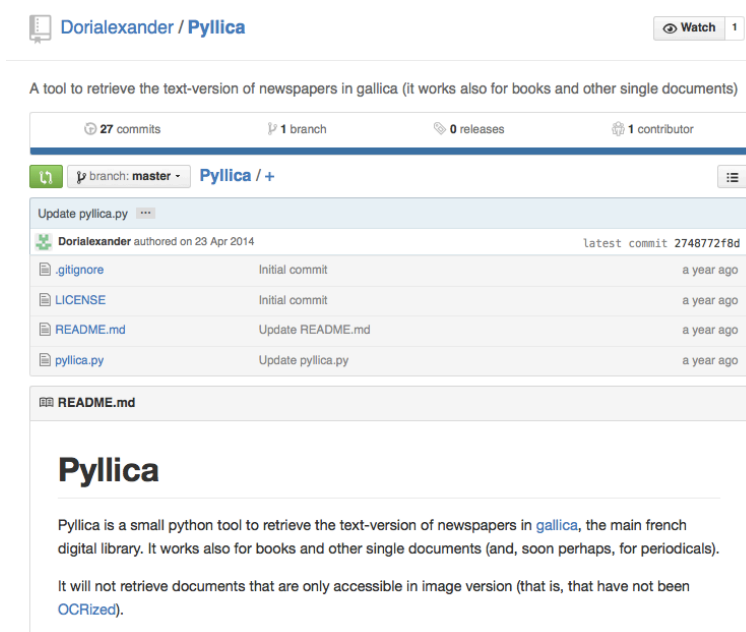 Dorialexander / Pyllica
Watch 1
A tool to retrieve the text-version of newspapers in gallica (it works also for books and other single documents)
27 commits 1 branch 0 releases 1 contributor
branch: master Pyllica / +
Update pyllica.py ...
Dorialexander authored on 23 Apr 2014 latest commit 2748772f8d
.gitignore Initial commit a year ago
LICENSE Initial commit a year ago
README.md Update README.md a year ago
pyllica.py Update pyllica.py a year ago
README.md
Pyllica
Pyllica is a small python tool to retrieve the text-version of newspapers in gallica, the main french
digital library. It works also for books and other single documents (and, soon perhaps, for periodicals).
It will not retrieve documents that are only accessible in image version (that is, that have not been
OCRized).